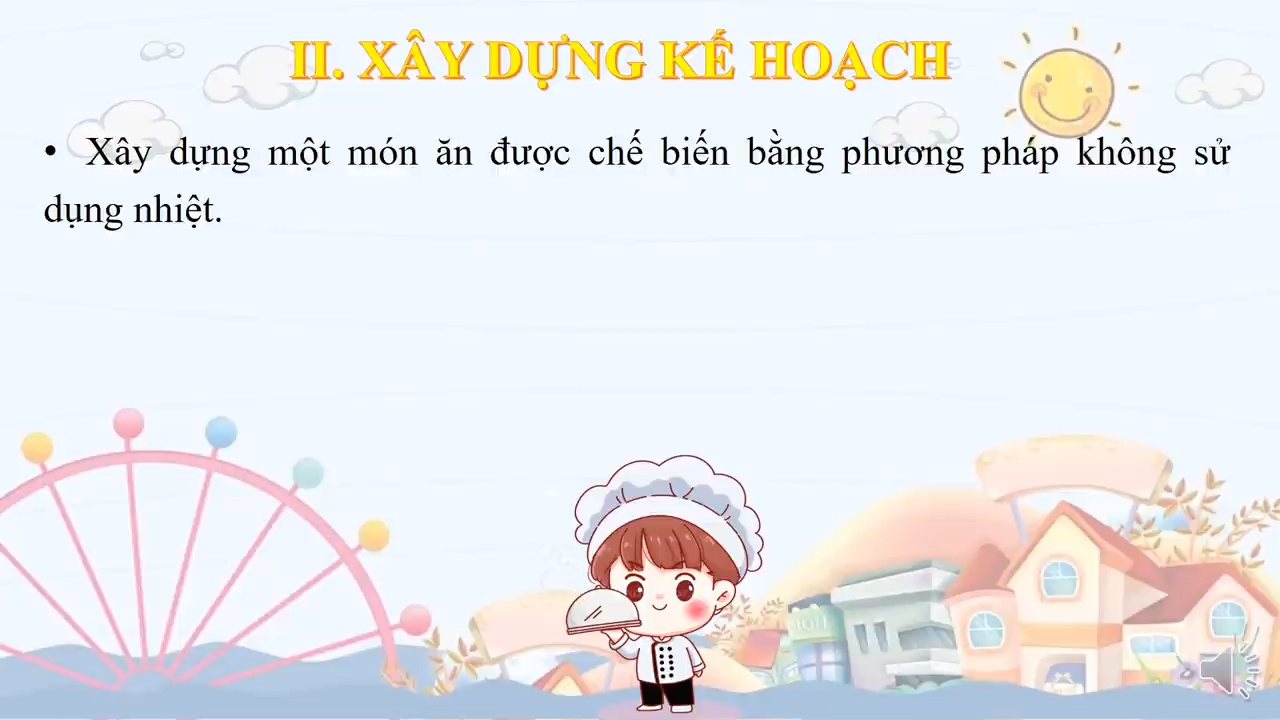 II. XÂY DỰNG KẾ HOẠCH
• Xây dựng một món ăn được chế biến bằng phương pháp không sử
dụng nhiệt.